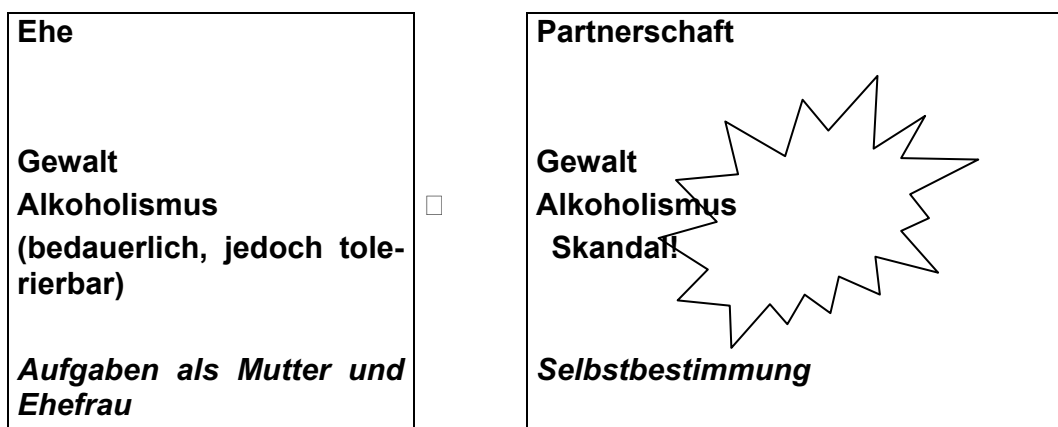 Ehe
Gewalt
Alkoholismus
(bedauerlich, jedoch tole-
rierbar)
Aufgaben als Mutter und
Ehefrau
Partnerschaft
Gewalt
Alkoholismus
Skandal!
Selbstbestimmung